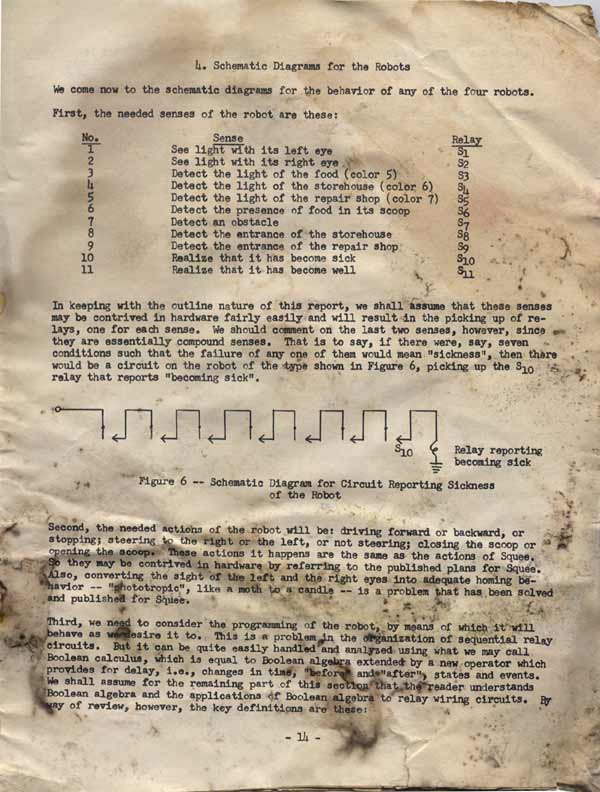 4. Schematic Diagrams for the Robots
We come now to the schematic diagrams for the behavior of any of the four robots.
First, the needed senses of the robot are these:
No. Sense Relay
1 See light with its left eye S1
2 See light with its right eye S2
3 Detect the light of the food (color 5) S3
4 Detect the light of the storehouse (color 6) S4
5 Detect the light of the repair shop (color 7) S5
6 Detect the presence of food in its scoop S6
7 Detect an obstacle S7
8 Detect the entrance of the storehouse S8
9 Detect the entrance of the repair shop S9
10 Realize that it has become sick S10
11 Realize that it has become well S11
In keeping with the outline nature of this report, we shall assume that these senses
may be contrived in hardware fairly easily and will result in the picking up of re-
lays, one for each sense. We should comment on the last two senses, however, since
they are essentially compound senses. That is to say, if there were, say, seven
conditions such that the failure of any one of them would mean "sickness", then there
would be a circuit on the robot of the type shown in Figure 6, picking up the S10
relay that reports "becoming sick".
S10 Relay reporting
becoming sick
Figure 6 -- Schematic Diagram for Circuit Reporting Sickness
of the Robot
Second, the needed actions of the robot will be: driving forward or backward, or
stopping; steering to the right or the left, or not steering; closing the scoop or
opening the scoop. These actions it happens are the same as the actions of Squee.
So they may be contrived in hardware by referring to the published plans for Squee.
Also, converting the sight of the left and the right eyes into adequate homing be-
havior -- "phototropic", like a moth to a candle -- is a problem that has been solved
and published for Squee.
Third, we need to consider the programming of the robot, by means of which it will
behave as we desire it to. This is a problem in the organization of sequential relay
circuits. But it can be quite easily handled and analyzed using what we may call
Boolean calculus, which is equal to Boolean algebra extended by a new operator which
provides for delay, i.e., changes in time, "before" and "after", states and events.
We shall assume for the remaining part of this section that the reader understands
Boolean algebra and the applications of Boolean algebra to relay wiring circuits. By
way of review, however, the key definitions are these:
- 14 -